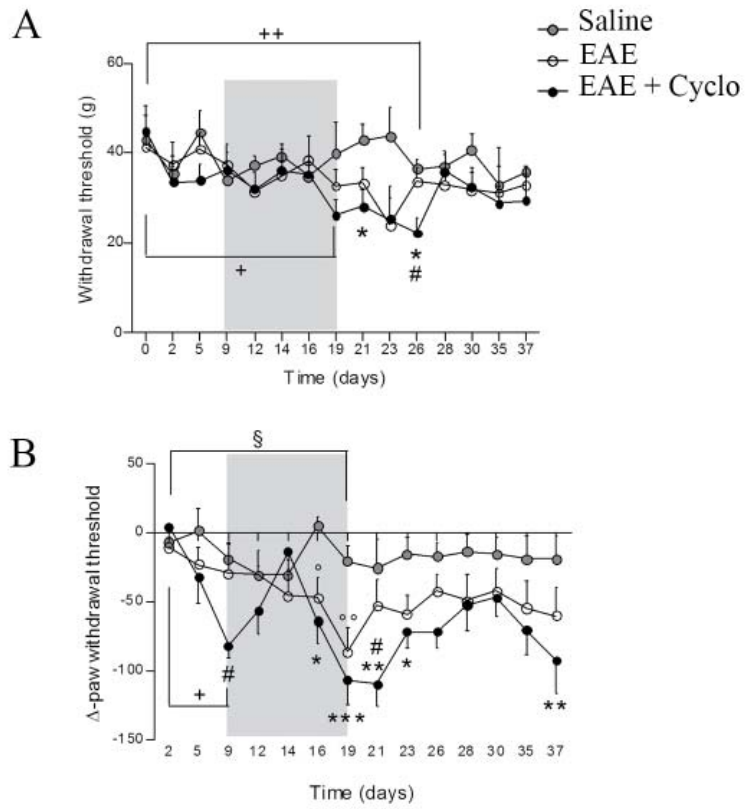 A
Saline
EAE
EAE + Cyclo
++
60
40
20
0
Withdrawal threshold (g)
*
*
#
+
0 2 5 9 12 14 16 19 21 23 26 28 30 35 37
Time (days)
B
§
50
0
-50
-100
-150
Δ-paw withdrawal threshold
°
°°
#
**
#
*
*
***
**
+
2 5 9 12 14 16 19 21 23 26 28 30 35 37
Time (days)